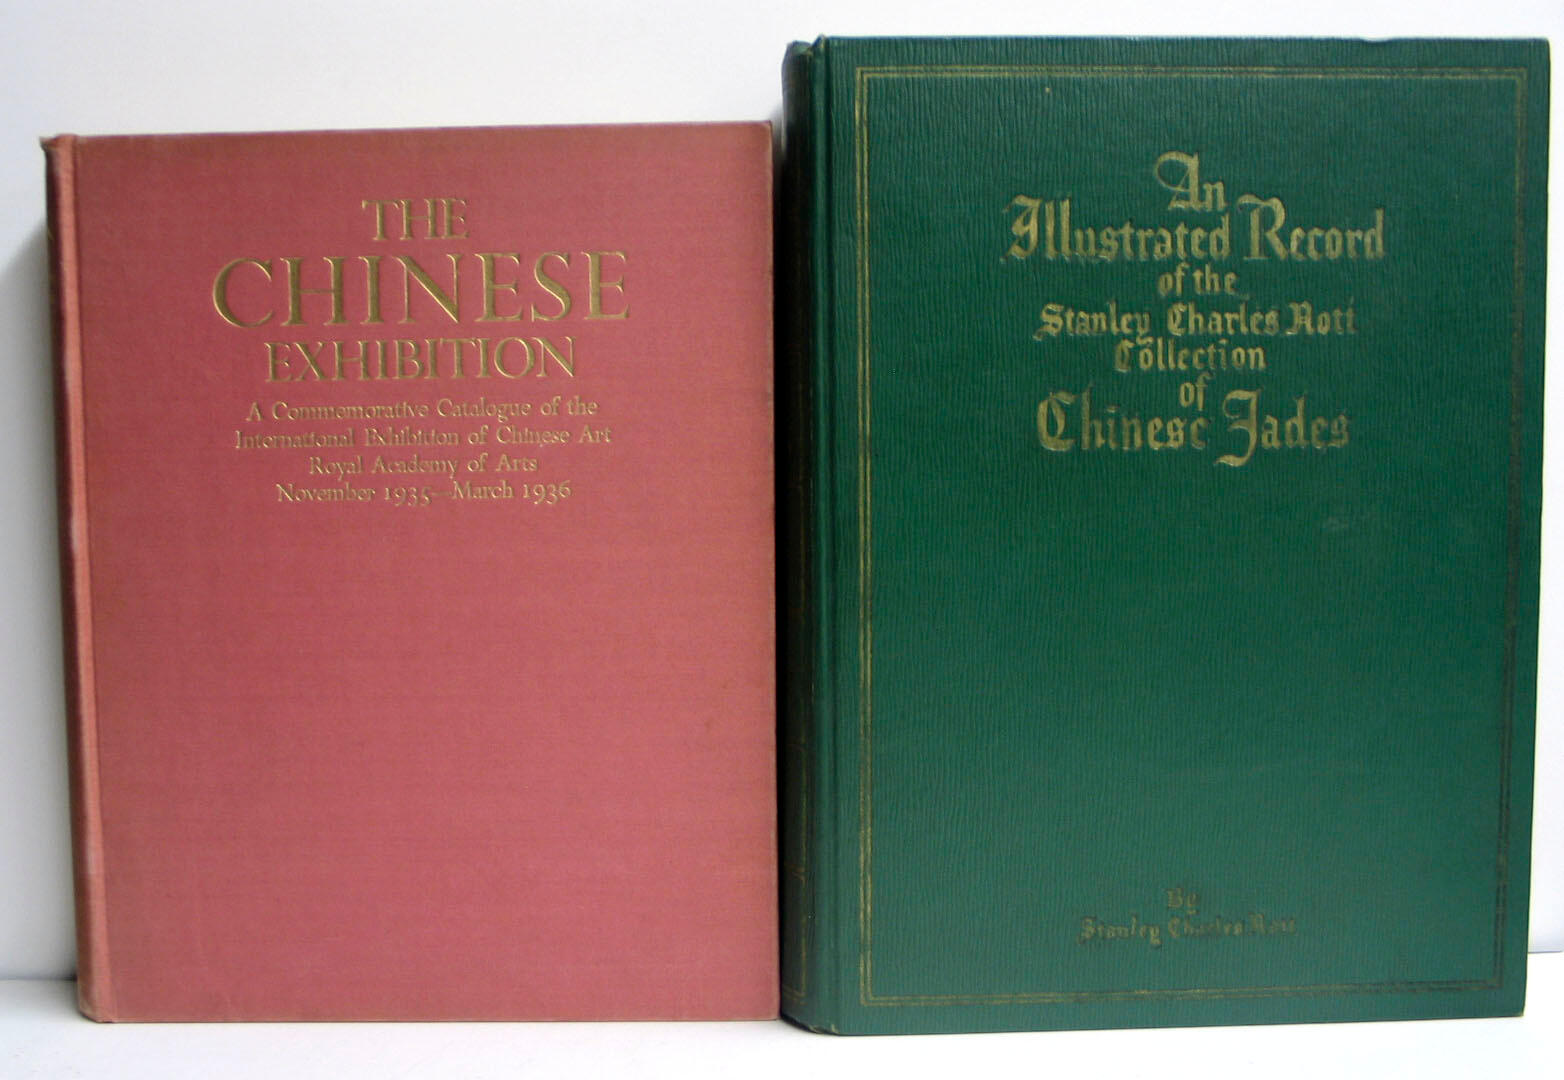 THE
CHINESE
EXHIBITION
A Commemorative Catalogue of the
International Exhibition of Chinese Art
Royal Academy of Arts
November 1935—March 1936
An
Illustrated Record
of the
Stanley Charles Nott
Collection
of
Chinese Jades
By
Stanley Charles Nott